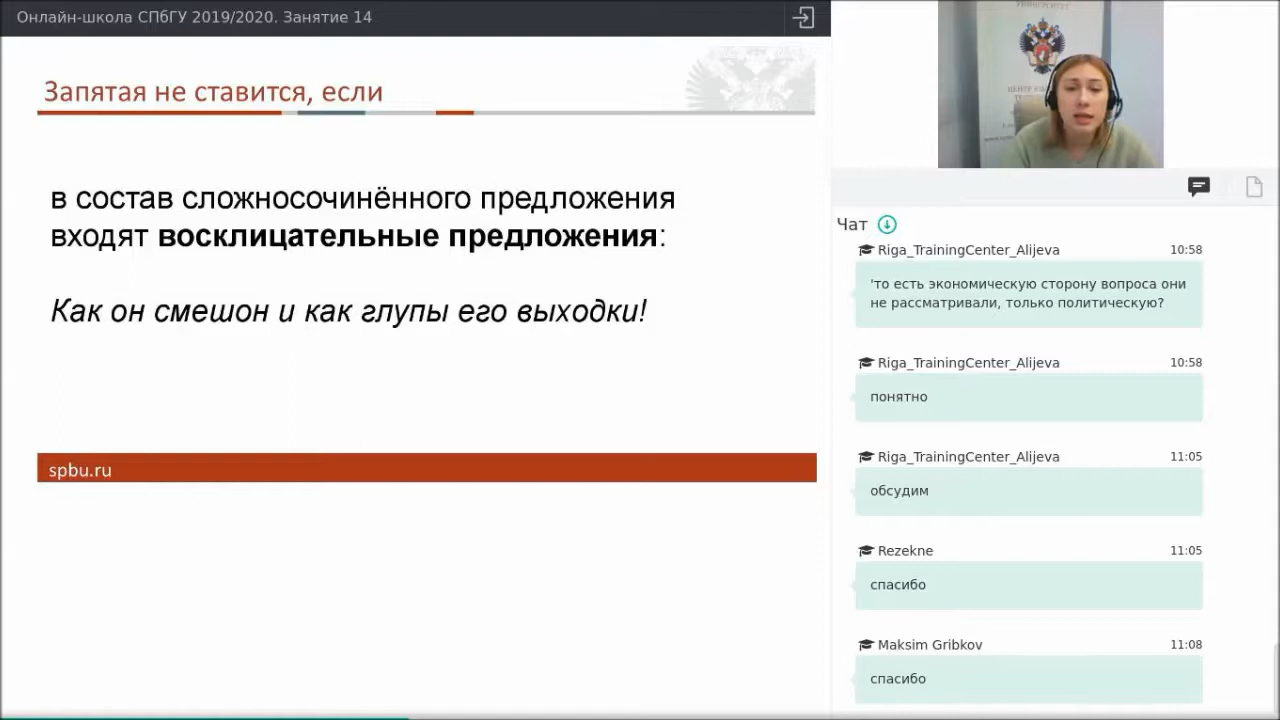 Онлайн-школа СПбГУ 2019/2020. Занятие 14
Запятая не ставится, если
в состав сложносочинённого предложения
входят восклицательные предложения:
Как он смешон и как глупы его выходки!
spbu.ru
УНИВЕРСИТЕТ
Чат
Riga_TrainingCenter_Alijeva 10:58
'то есть экономическую сторону вопроса они
не рассматривали, только политическую?
Riga_TrainingCenter_Alijeva 10:58
понятно
Riga_TrainingCenter_Alijeva 11:05
обсудим
Rezekne 11:05
спасибо
Maksim Gribkov 11:08
спасибо